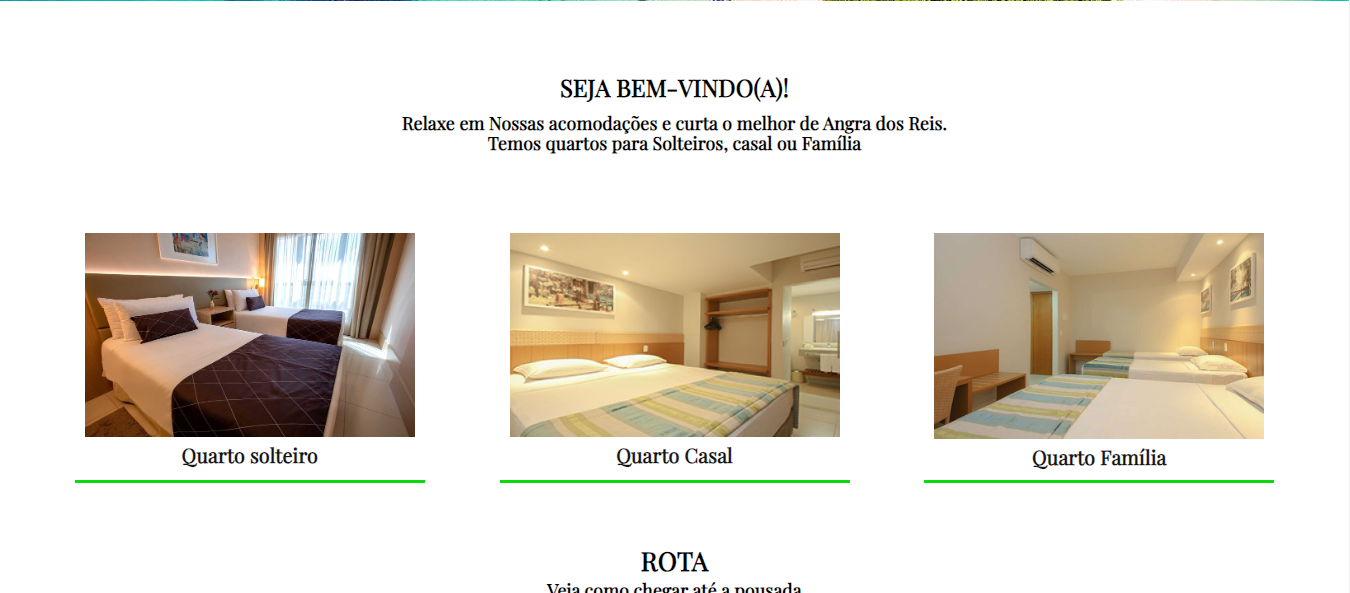 SEJA BEM-VINDO(A)!
Relaxe em Nossas acomodações e curta o melhor de Angra dos Reis.
Temos quartos para Solteiros, casal ou Família
Quarto solteiro
Quarto Casal
Quarto Família
ROTA
Veja como chegar até a pousada